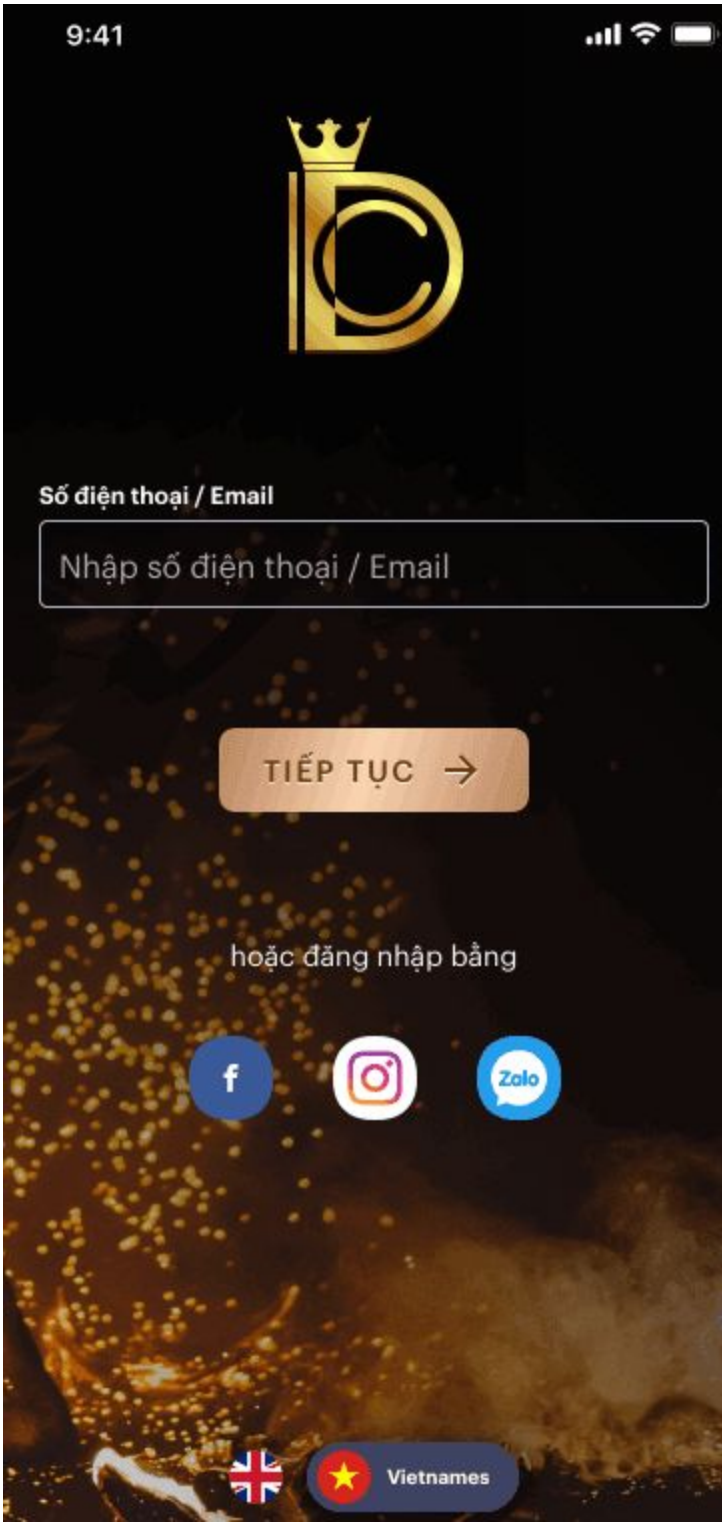 9:41
DC
Số điện thoại / Email
Nhập số điện thoại / Email
TIẾP TỤC →
hoặc đăng nhập bằng
f
Zalo
Vietnames